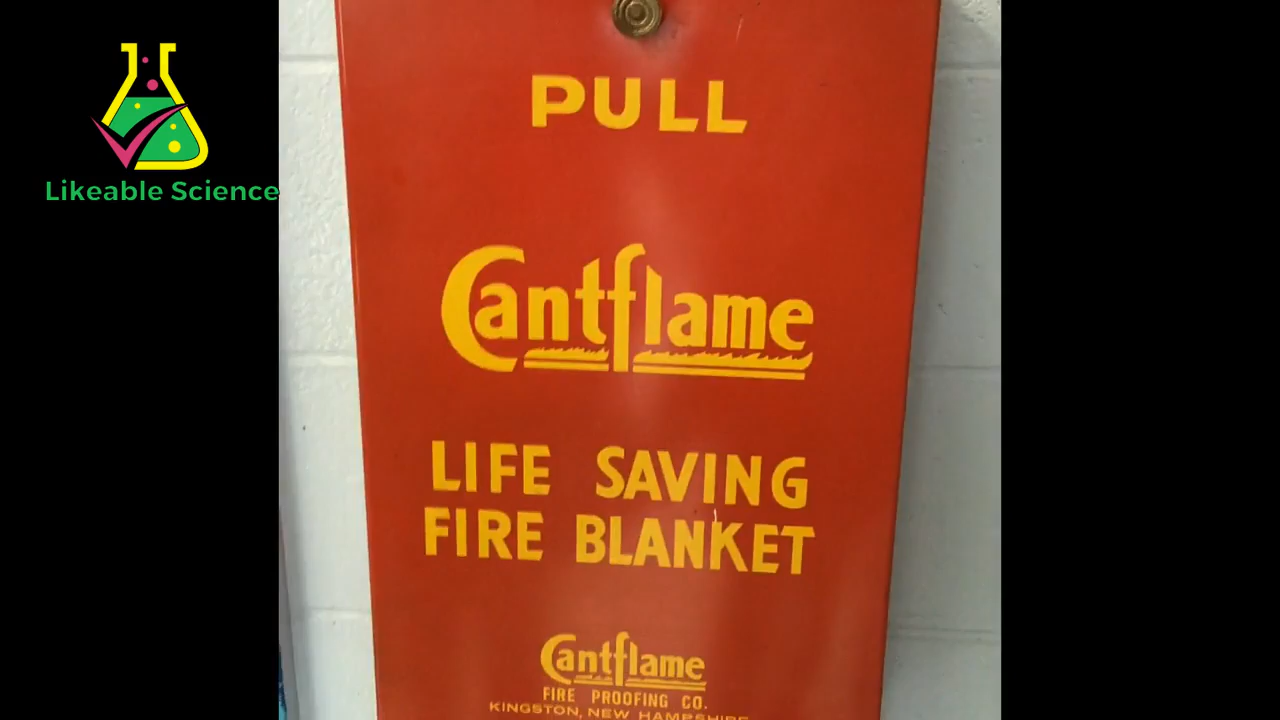 Likeable Science
PULL
Cantflame
LIFE SAVING
FIRE BLANKET
Cantflame
FIRE PROOFING CO.
KINGSTON, NEW HAMPSHIRE